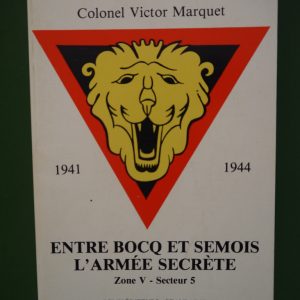 Colonel Victor Marquet
1941
1944
ENTRE BOCQ ET SEMOIS
L'ARMÉE SECRÈTE
Zone V - Secteur 5